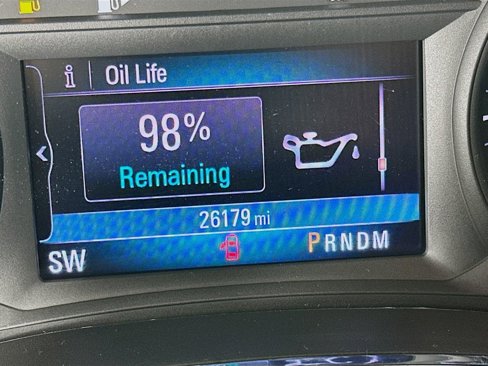 i Oil Life
98%
Remaining
26179 mi
SW PRNDM